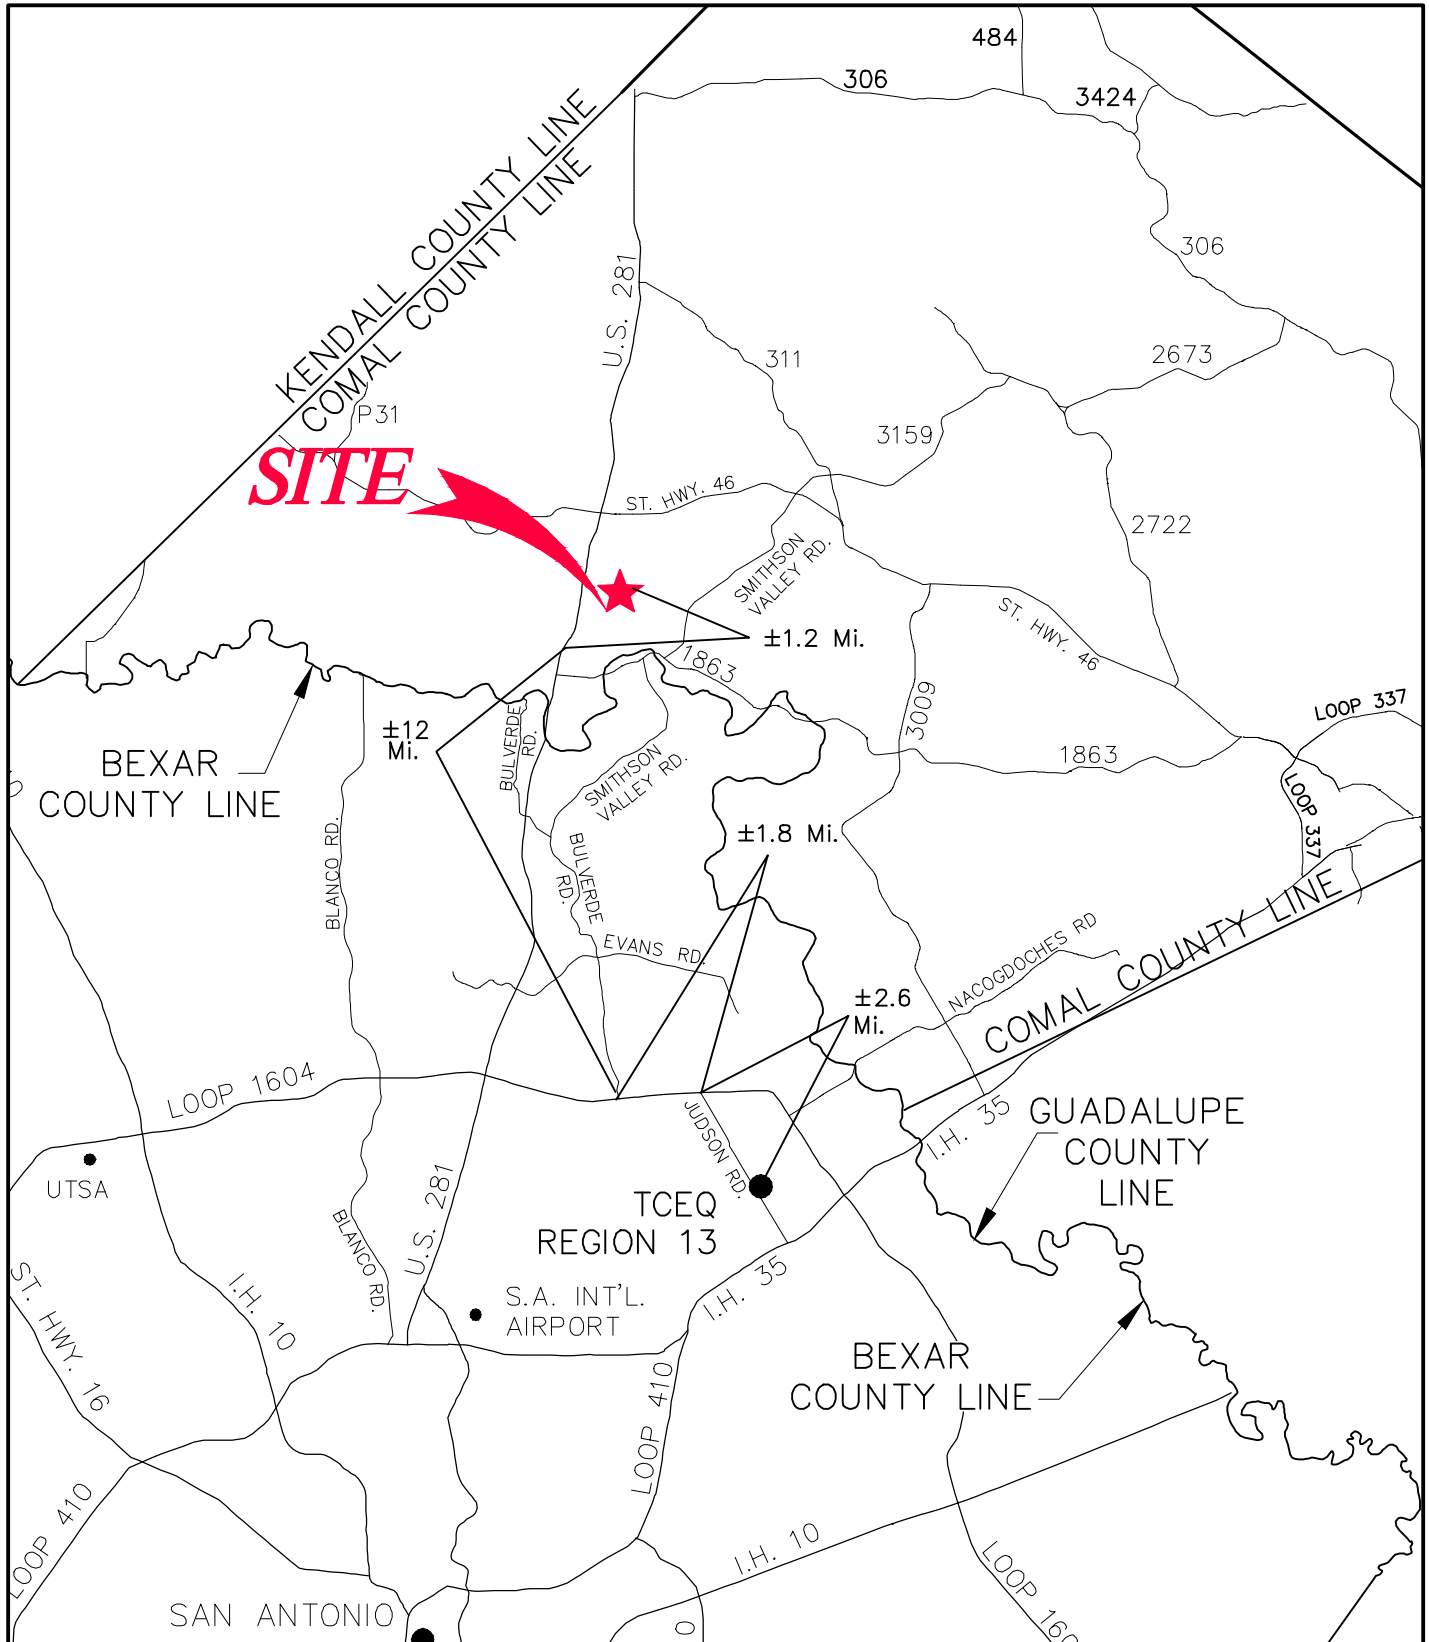 484
306
3424
KENDALL COUNTY LINE
COMAL COUNTY LINE
306
U.S. 281
311
2673
P31
3159
SITE
ST. HWY. 46
2722
SMITHSON
VALLEY RD.
ST. HWY. 46
±1.2 Mi.
1863
3009
LOOP 337
±12
Mi.
BULVERDE
RD.
BEXAR
COUNTY LINE
SMITHSON
VALLEY RD.
1863
LOOP 337
BLANCO RD.
±1.8 Mi.
BULVERDE
RD.
COMAL COUNTY LINE
EVANS RD.
NACOGDOCHES RD
±2.6
Mi.
LOOP 1604
JUDSON RD.
I.H. 35
GUADALUPE
COUNTY
LINE
UTSA
U.S. 281
TCEQ
REGION 13
BLANCO RD.
ST. HWY. 16
I.H. 10
S.A. INT'L.
AIRPORT
I.H. 35
BEXAR
COUNTY LINE
LOOP 410
LOOP 410
I.H. 10
LOOP 160
SAN ANTONIO
0